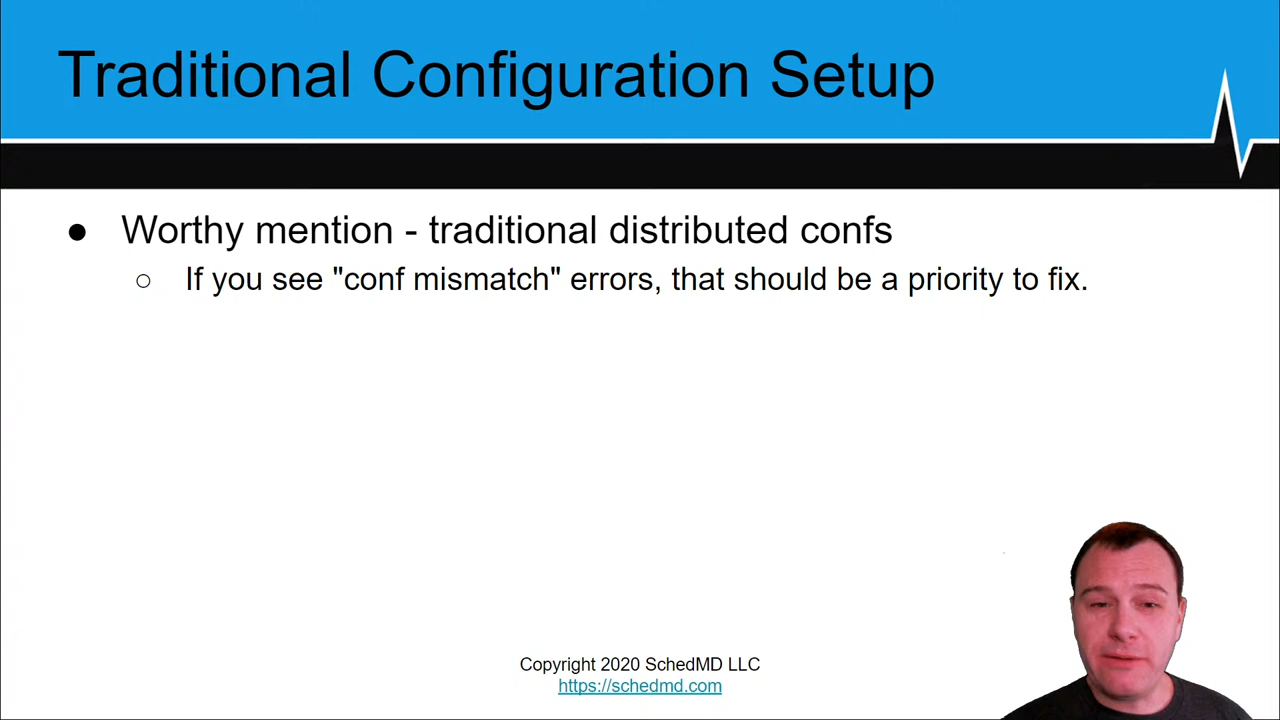 Traditional Configuration Setup
● Worthy mention - traditional distributed confs
○ If you see "conf mismatch" errors, that should be a priority to fix.
Copyright 2020 SchedMD LLC
https://schedmd.com